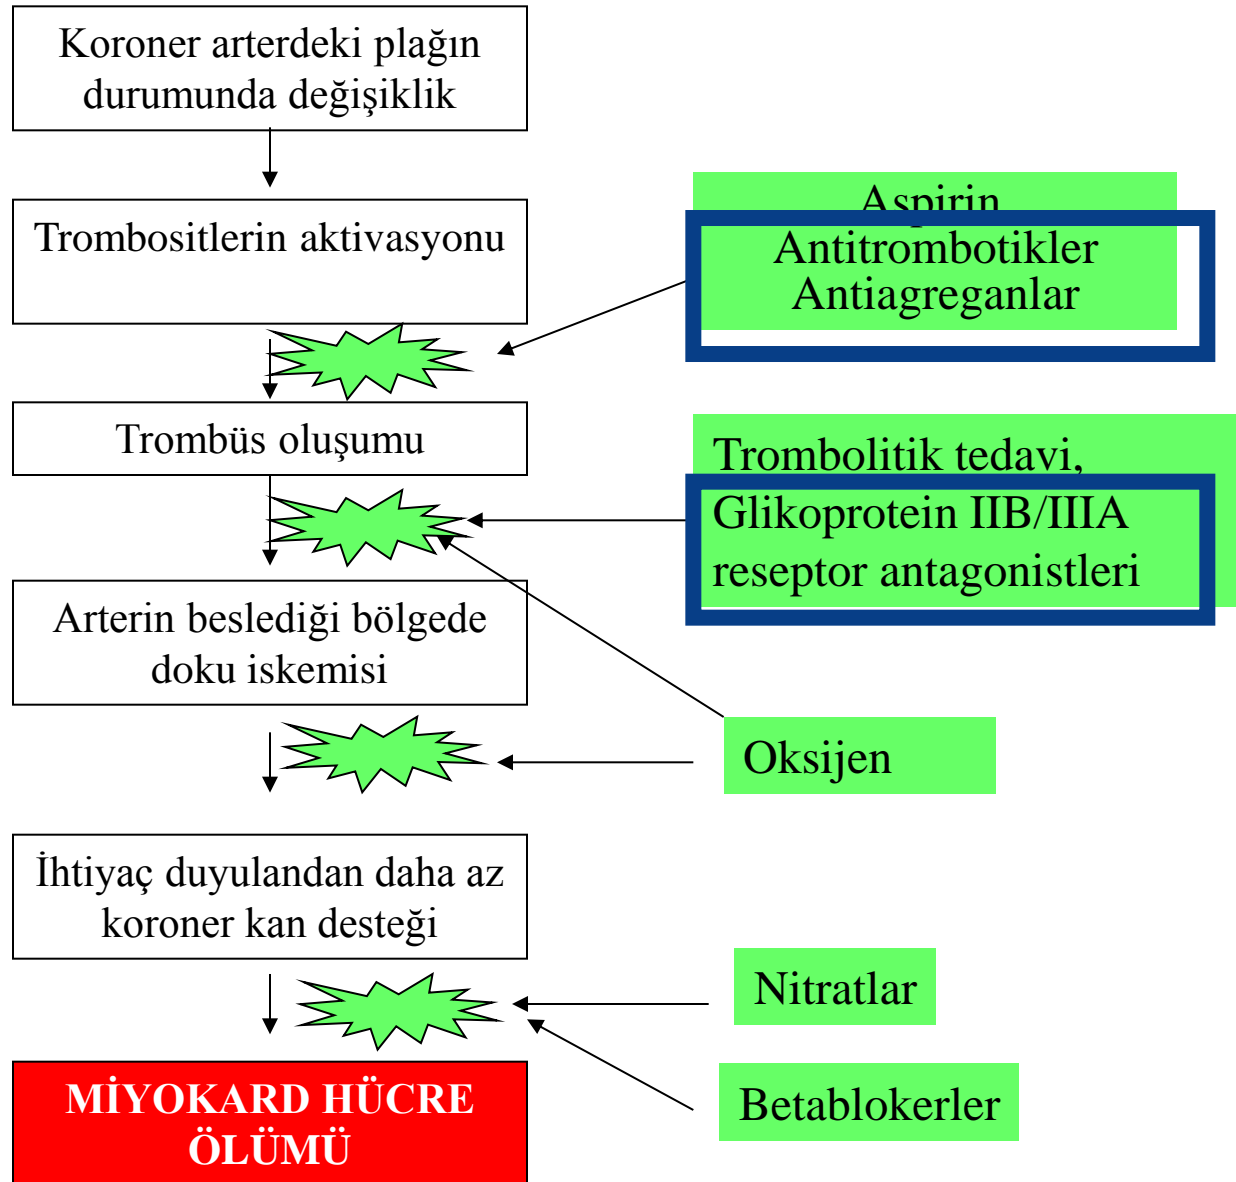 Koroner arterdeki plağın
durumunda değişiklik
Trombositlerin aktivasyonu
Aspirin
Antitrombotikler
Antiagreganlar
Trombüs oluşumu
Trombolitik tedavi,
Glikoprotein IIB/IIIA
reseptor antagonistleri
Arterin beslediği bölgede
doku iskemisi
Oksijen
İhtiyaç duyulandan daha az
koroner kan desteği
Nitratlar
Betablokerler
MİYOKARD HÜCRE
ÖLÜMÜ